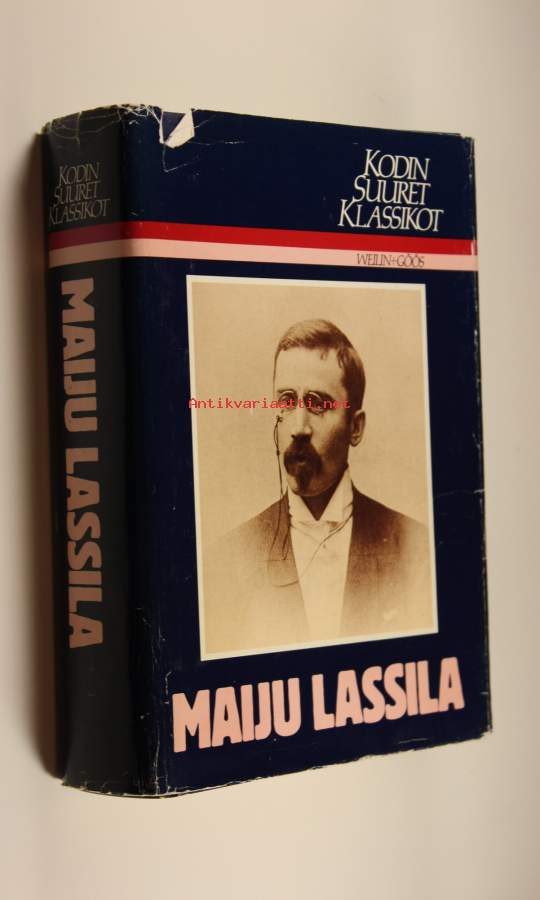 KODIN
SUURET
KLASSIKOT
MAIJU LASSILA
KODIN
SUURET
KLASSIKOT
WEILIN+GÖÖS
Antikvariaatti.net
MAIJU LASSILA